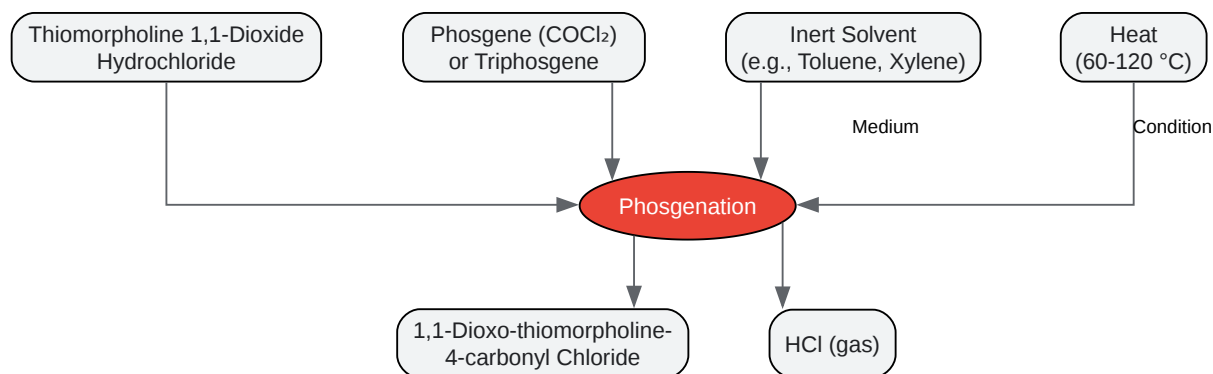 Thiomorpholine 1,1-Dioxide
Hydrochloride
Phosgene (COCl₂)
or Triphosgene
Inert Solvent
(e.g., Toluene, Xylene)
Heat
(60-120 °C)
Medium
Condition
Phosgenation
1,1-Dioxo-thiomorpholine-
4-carbonyl Chloride
HCl (gas)